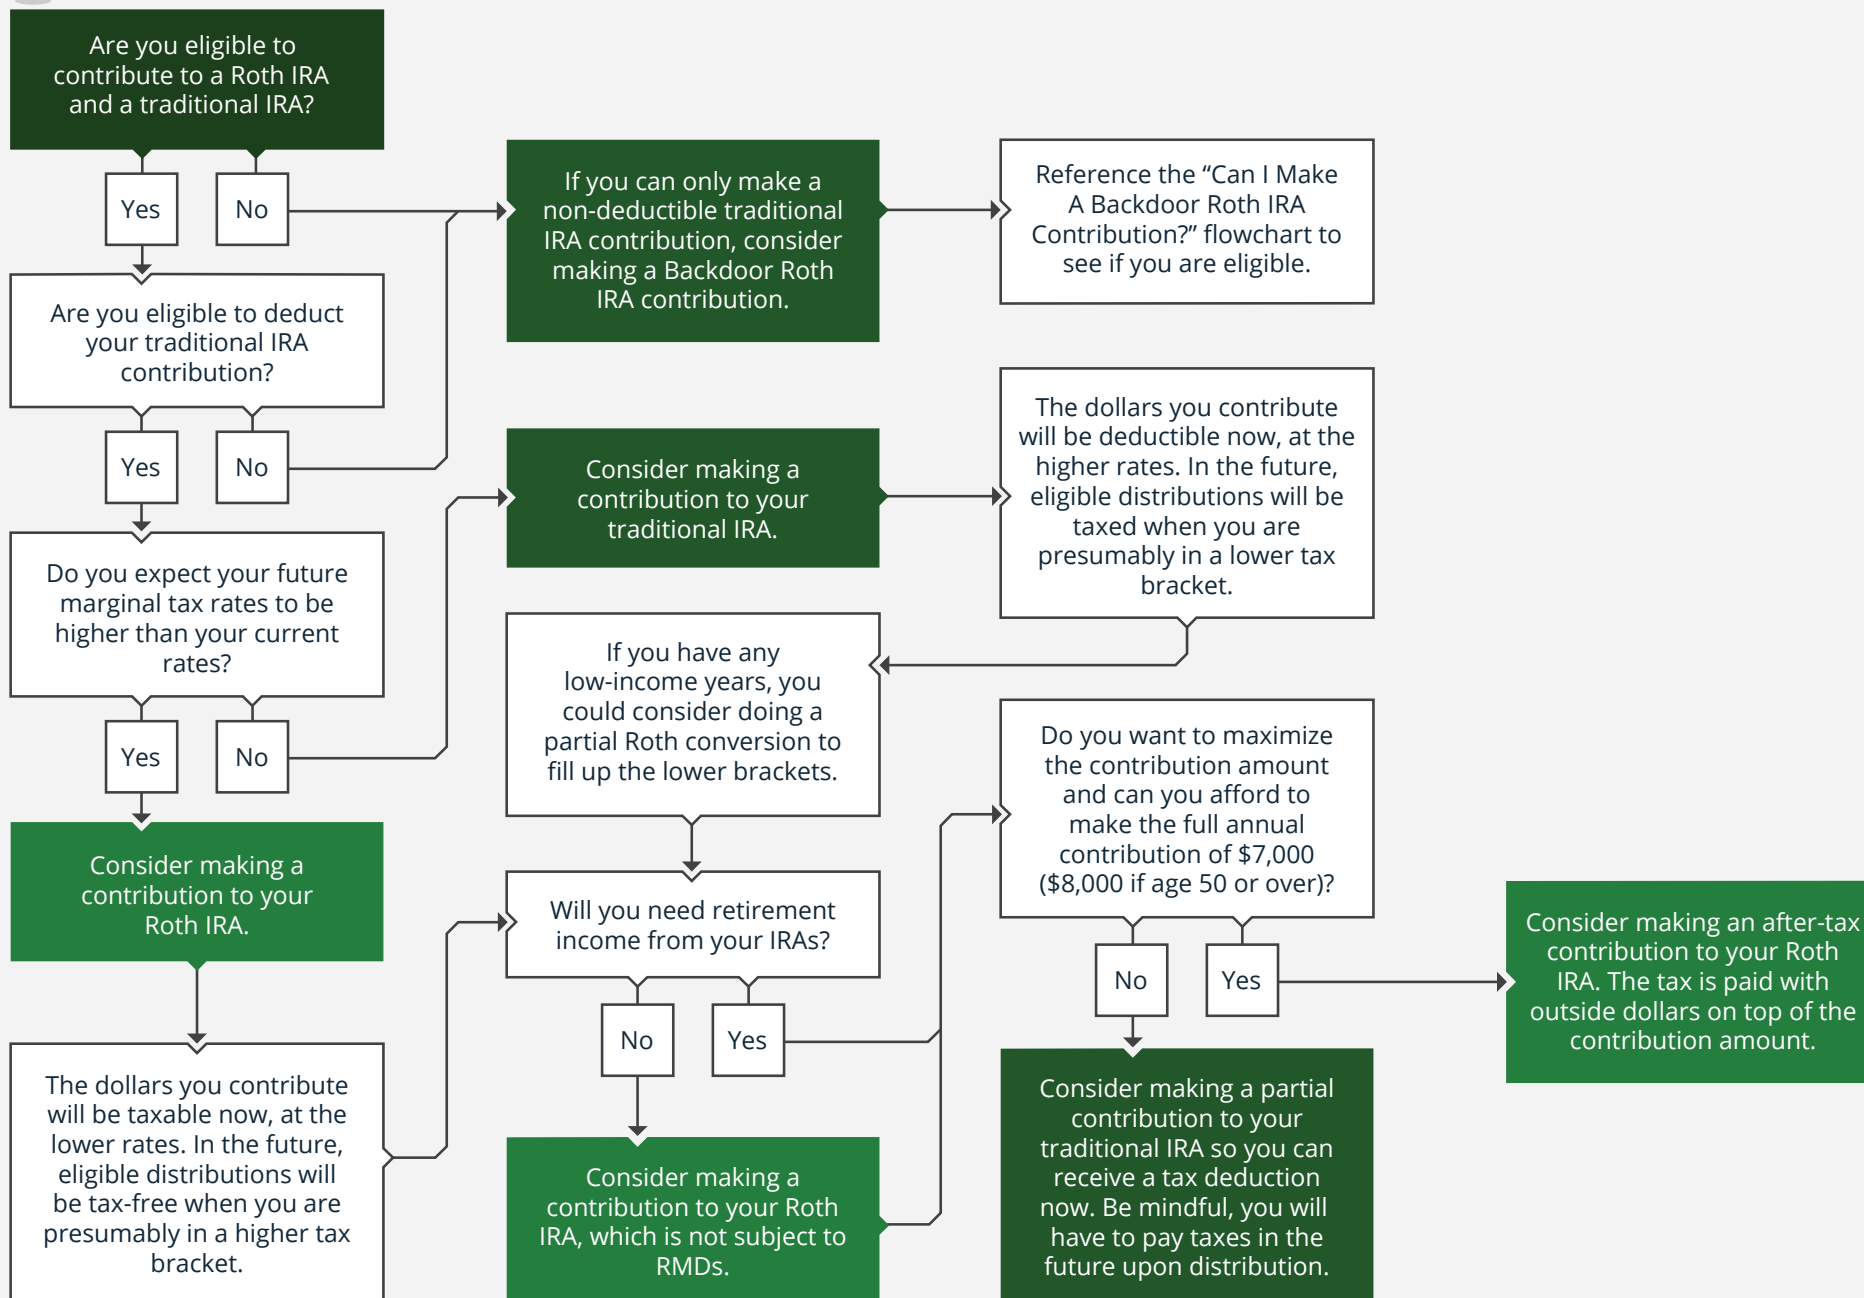 Are you eligible to
contribute to a Roth IRA
and a traditional IRA?
Yes
No
Are you eligible to deduct
your traditional IRA
contribution?
Yes
No
Do you expect your future
marginal tax rates to be
higher than your current
rates?
Yes
No
Consider making a
contribution to your
Roth IRA.
The dollars you contribute
will be taxable now, at the
lower rates. In the future,
eligible distributions will
be tax-free when you are
presumably in a higher tax
bracket.
If you can only make a
non-deductible traditional
IRA contribution, consider
making a Backdoor Roth
IRA contribution.
Reference the “Can I Make
A Backdoor Roth IRA
Contribution?” flowchart to
see if you are eligible.
Consider making a
contribution to your
traditional IRA.
The dollars you contribute
will be deductible now, at the
higher rates. In the future,
eligible distributions will be
taxed when you are
presumably in a lower tax
bracket.
If you have any
low-income years, you
could consider doing a
partial Roth conversion to
fill up the lower brackets.
Will you need retirement
income from your IRAs?
No
Yes
Consider making a
contribution to your Roth
IRA, which is not subject to
RMDs.
Do you want to maximize
the contribution amount
and can you afford to
make the full annual
contribution of $7,000
($8,000 if age 50 or over)?
No
Yes
Consider making a partial
contribution to your
traditional IRA so you can
receive a tax deduction
now. Be mindful, you will
have to pay taxes in the
future upon distribution.
Consider making an after-tax
contribution to your Roth
IRA. The tax is paid with
outside dollars on top of the
contribution amount.